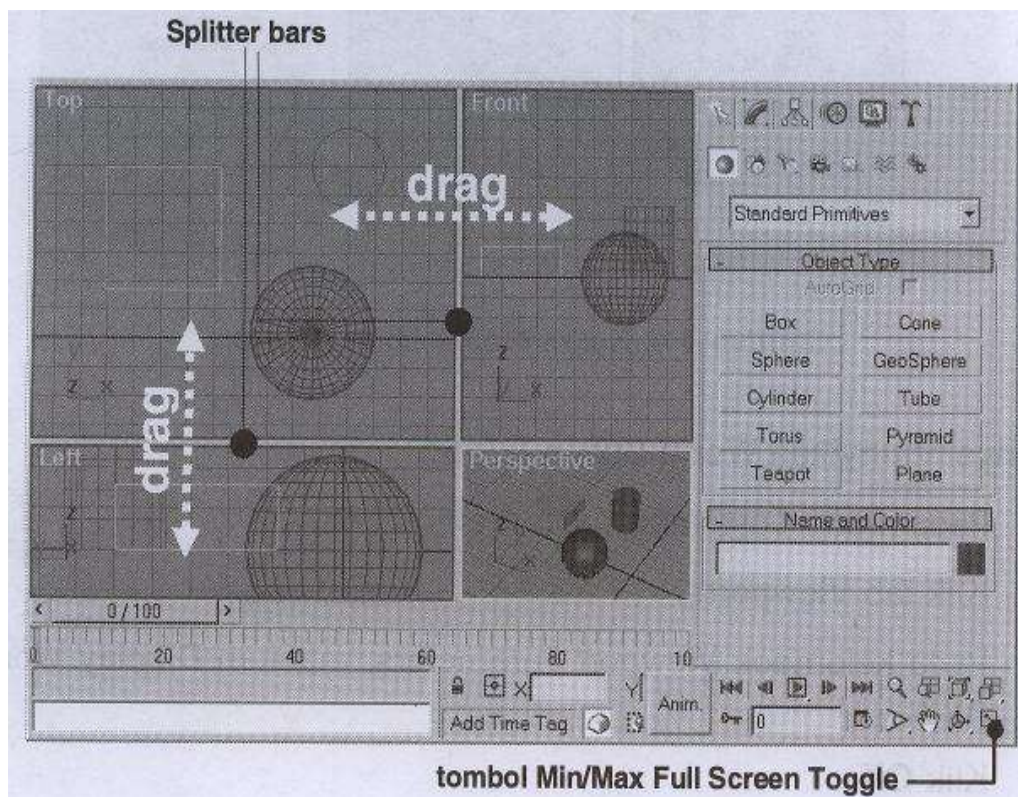 Splitter bars
Top
Front
drag
Standard Primitives
- Object Type
AutoGrid
Box Cone
Sphere GeoSphere
Cylinder Tube
Torus Pyramid
Teapot Plane
- Name and Color
z
x
Z X
drag
Left
Perspective
Z
X
< 0 / 100 >
0 20 40 60 80 10
X Y
Anim.
Add Time Tag
0
tombol Min/Max Full Screen Toggle